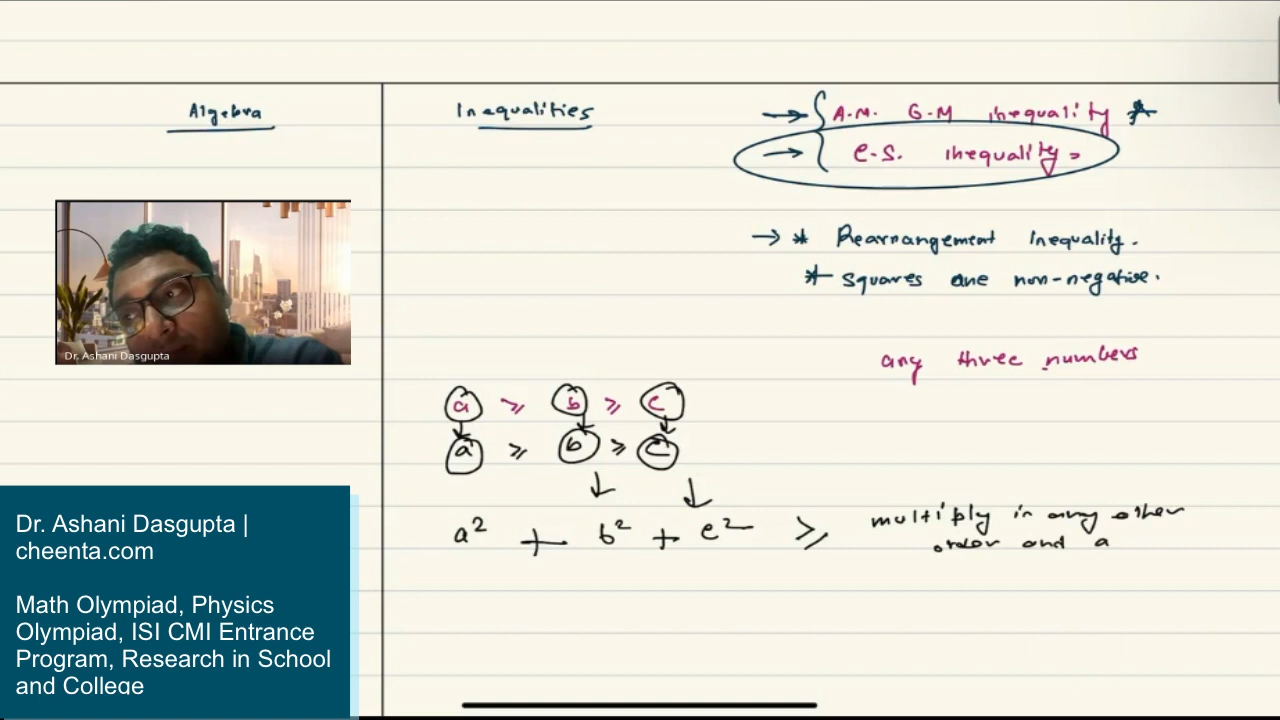 Algebra
Inequalities
→ { A.M. G.M inequality *
→ C.S. inequality
→ * Rearrangement Inequality.
* squares are non-negative.
Dr. Ashani Dasgupta
any three numbers
a ⩾ b ⩾ c
a ⩾ b ⩾ c
a² + b² + c² ⩾ multiply in any other
order and a
Dr. Ashani Dasgupta |
cheenta.com
Math Olympiad, Physics
Olympiad, ISI CMI Entrance
Program, Research in School
and College